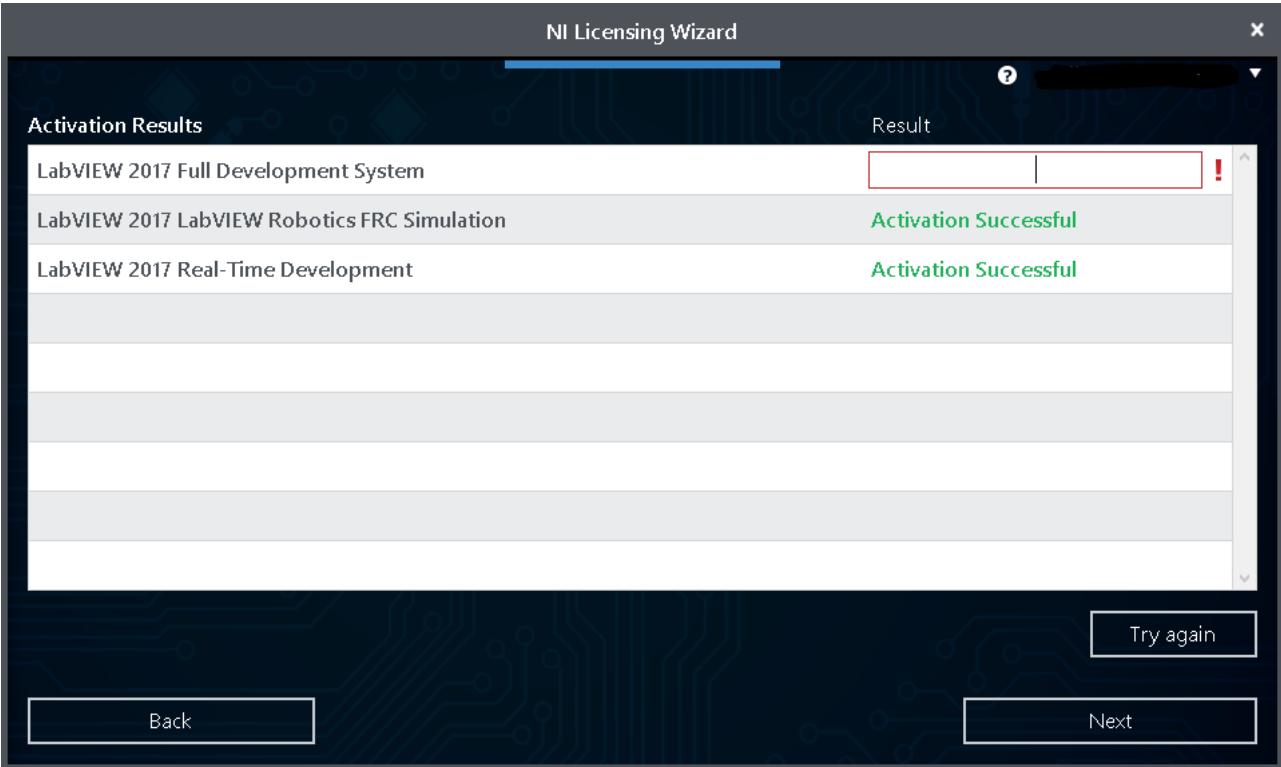 NI Licensing Wizard
Activation Results Result
LabVIEW 2017 Full Development System !
LabVIEW 2017 LabVIEW Robotics FRC Simulation Activation Successful
LabVIEW 2017 Real-Time Development Activation Successful
Try again
Back Next